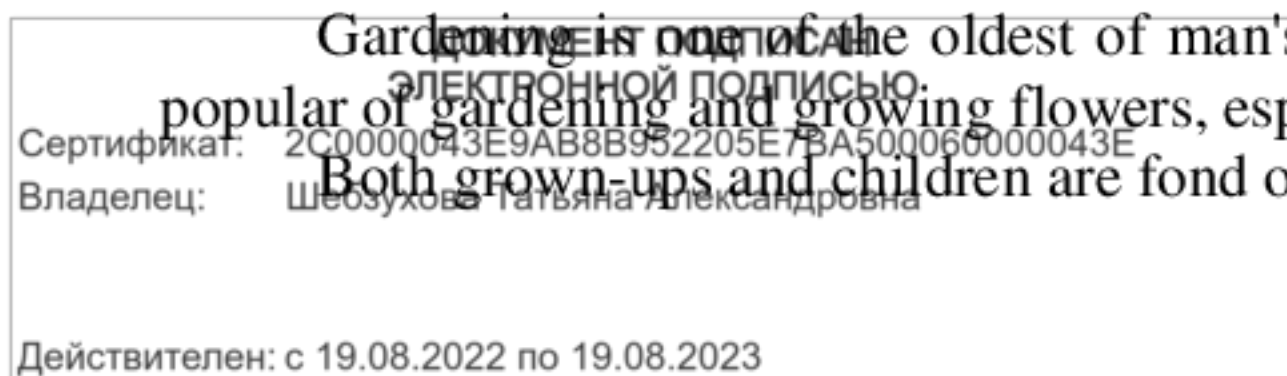 Gardening is one of the oldest of man's
ДОКУМЕНТ ПОДПИСАН
ЭЛЕКТРОННОЙ ПОДПИСЬЮ
popular of gardening and growing flowers, esp
Сертификат: 2C0000043E9AB8B952205E7BA500060000043E
Both grown-ups and children are fond o
Владелец: Шебзухова Татьяна Александровна
Действителен: с 19.08.2022 по 19.08.2023